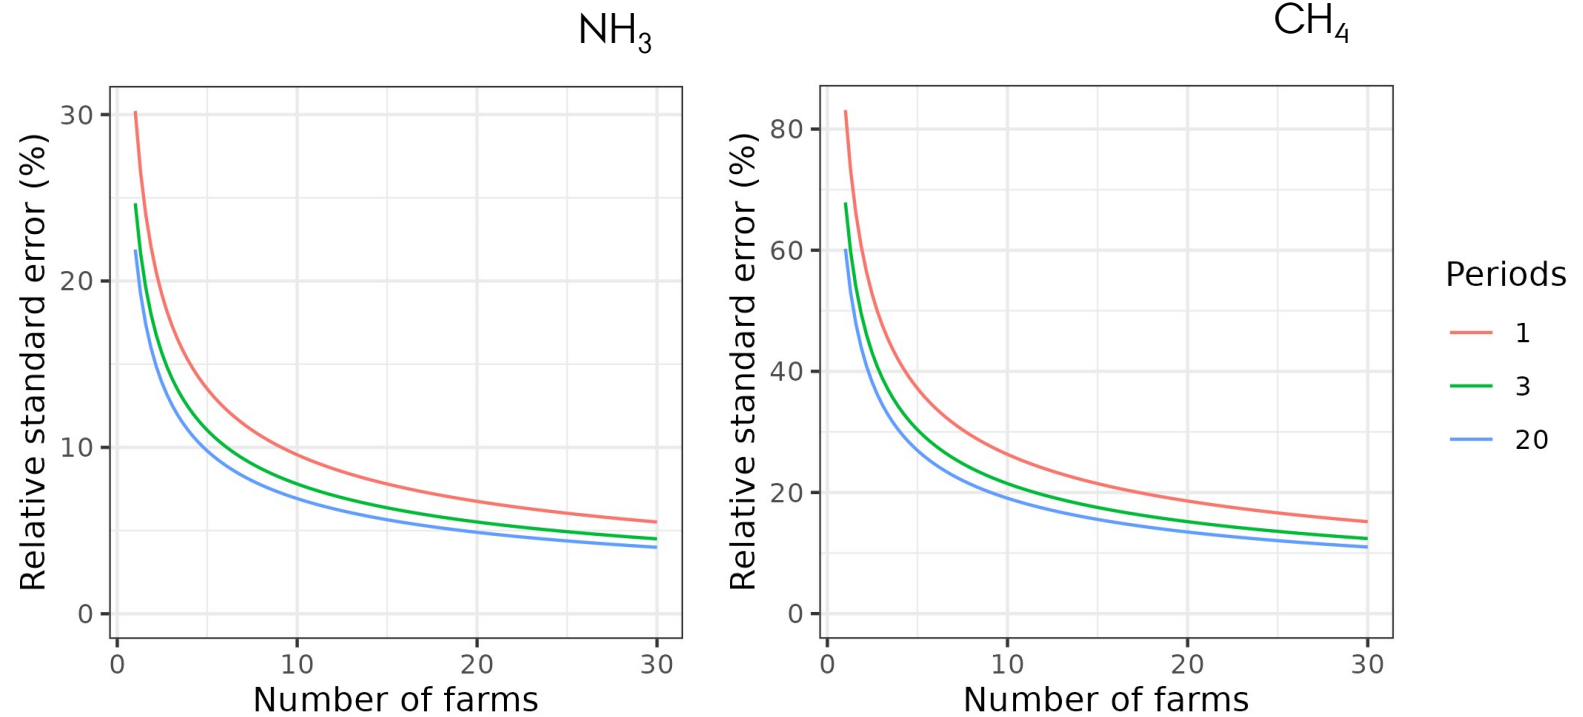 NH₃
CH₄
Relative standard error (%)
30
20
10
0
0 10 20 30
Number of farms
Relative standard error (%)
80
60
40
20
0
0 10 20 30
Number of farms
Periods
1
3
20